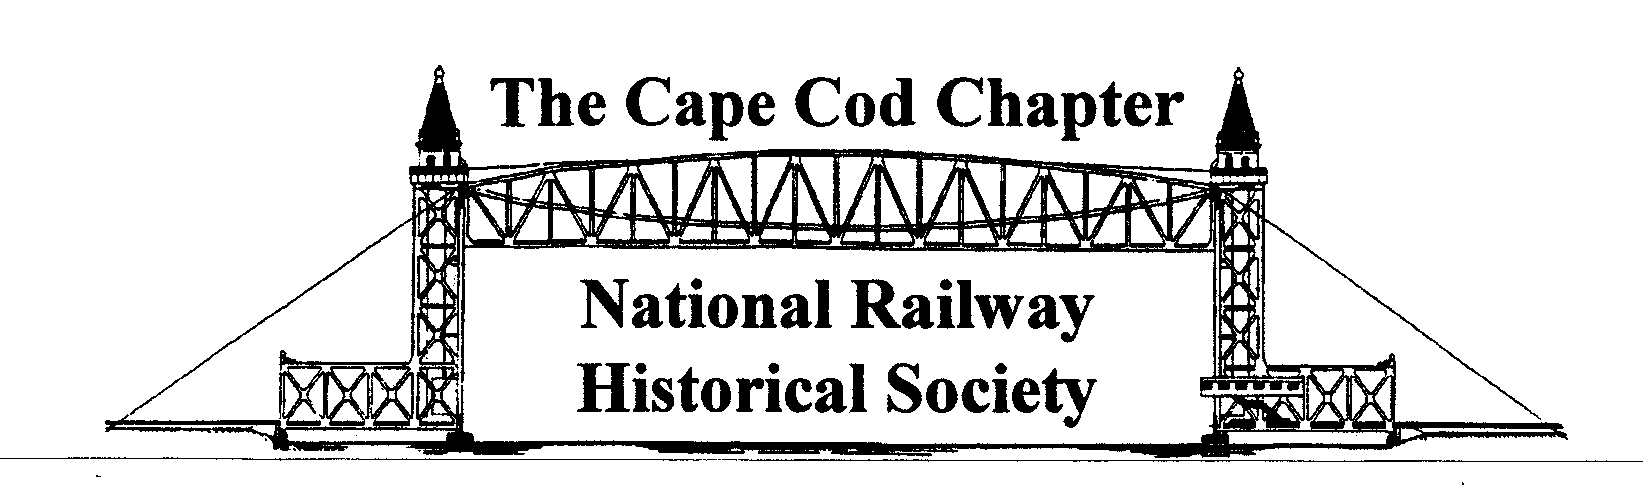 The Cape Cod Chapter
National Railway
Historical Society